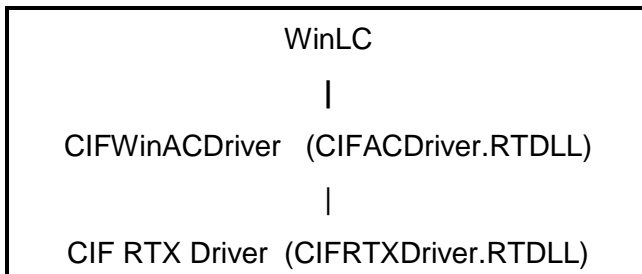 WinLC
|
CIFWinACDriver (CIFACDriver.RTDLL)
|
CIF RTX Driver (CIFRTXDriver.RTDLL)